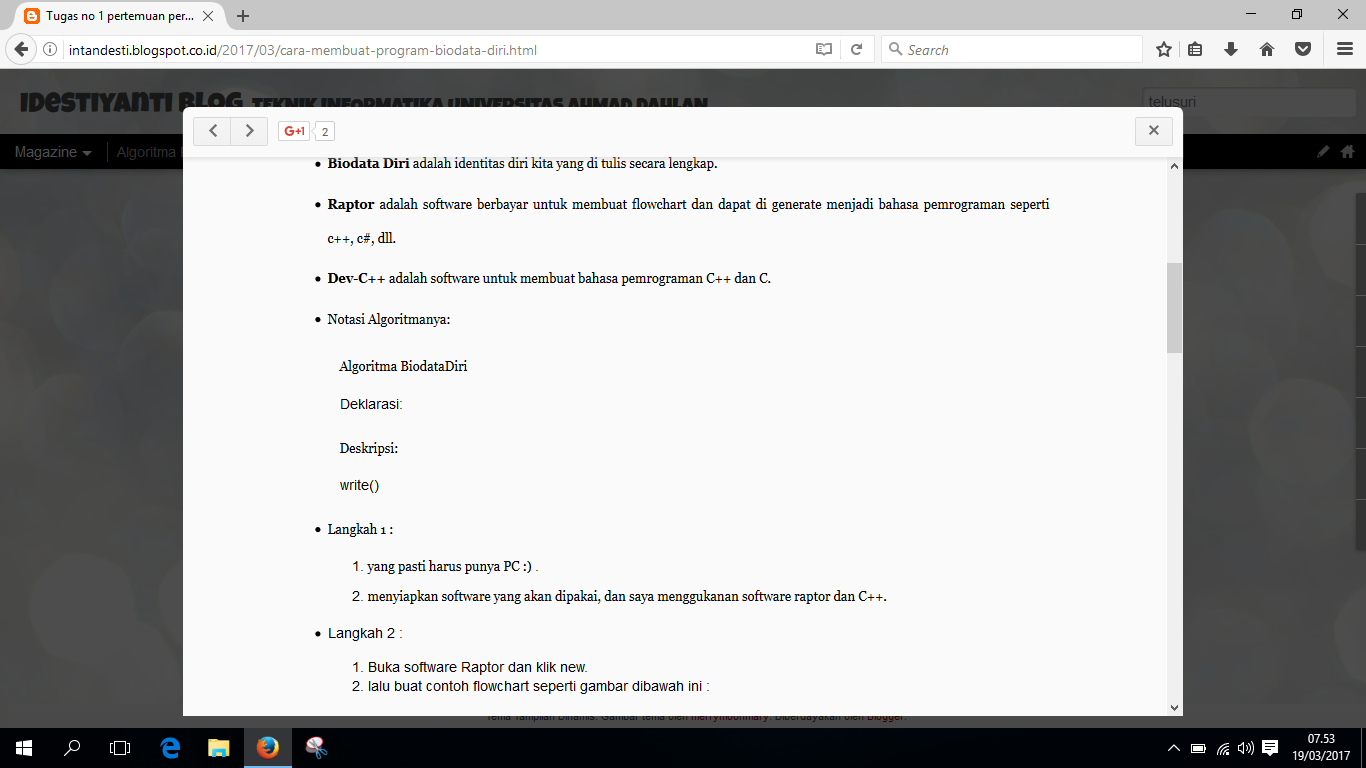 Tugas no 1 pertemuan per...
intandesti.blogspot.co.id/2017/03/cara-membuat-program-biodata-diri.html
Search
IDESTIYANTI BLOG TEKNIK INFORMATIKA UNIVERSITAS AHMAD DAHLAN
telusuri
G+1 2
Magazine Algoritma
• Biodata Diri adalah identitas diri kita yang di tulis secara lengkap.
• Raptor adalah software berbayar untuk membuat flowchart dan dapat di generate menjadi bahasa pemrograman seperti
c++, c#, dll.
• Dev-C++ adalah software untuk membuat bahasa pemrograman C++ dan C.
• Notasi Algoritmanya:
Algoritma BiodataDiri
Deklarasi:
Deskripsi:
write()
• Langkah 1 :
1. yang pasti harus punya PC :) .
2. menyiapkan software yang akan dipakai, dan saya menggukanan software raptor dan C++.
• Langkah 2 :
1. Buka software Raptor dan klik new.
2. lalu buat contoh flowchart seperti gambar dibawah ini :
Tema Tampilan Dinamis. Gambar tema oleh merrymoonmary. Diberdayakan oleh Blogger.
07.53
19/03/2017